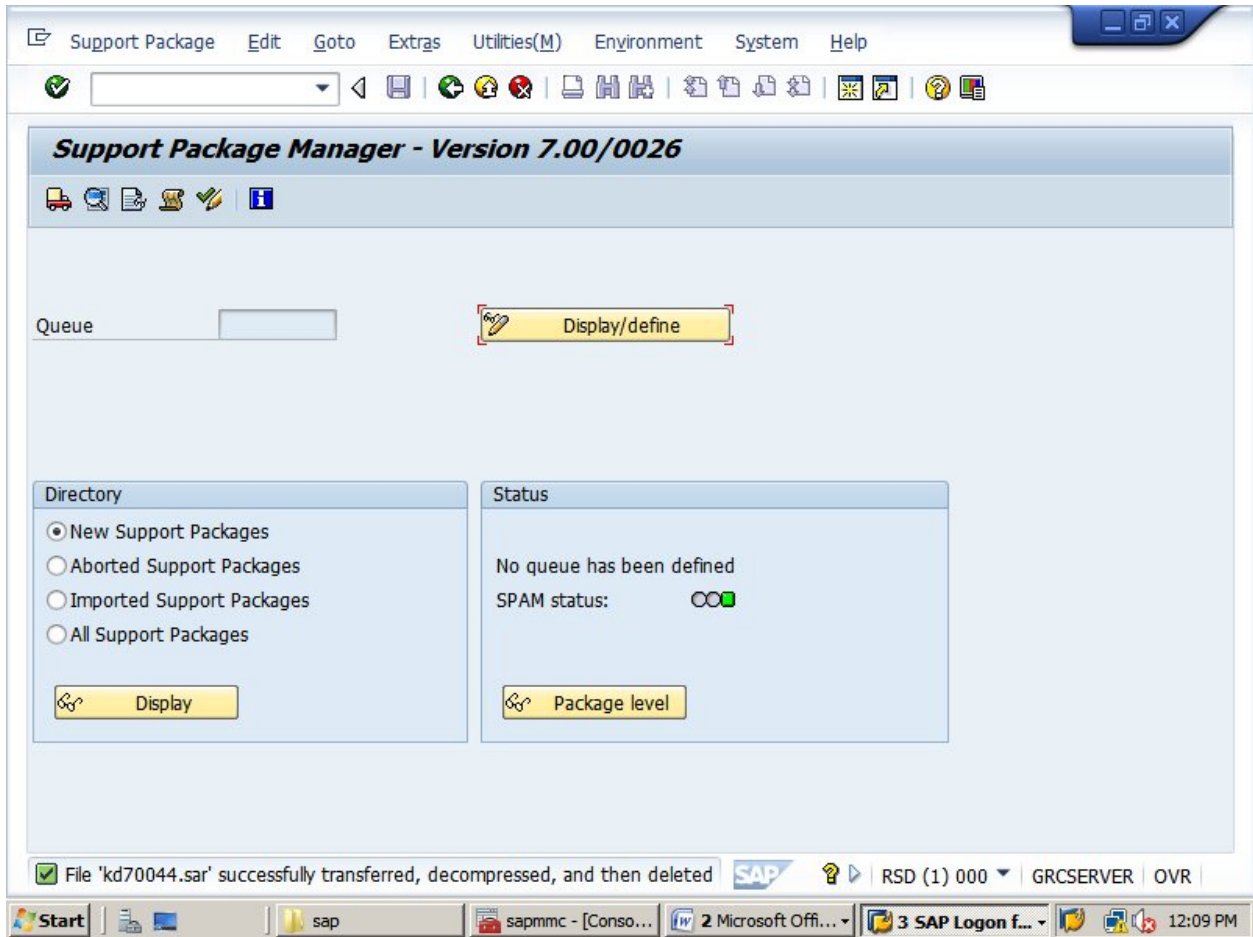 Support Package Edit Goto Extras Utilities(M) Environment System Help
Support Package Manager - Version 7.00/0026
Queue
Display/define
Directory
New Support Packages
Aborted Support Packages
Imported Support Packages
All Support Packages
Display
Status
No queue has been defined
SPAM status:
Package level
File 'kd70044.sar' successfully transferred, decompressed, and then deleted SAP RSD (1) 000 GRCSERVER OVR
Start sap sapmmc - [Conso... 2 Microsoft Offi... 3 SAP Logon f... 12:09 PM